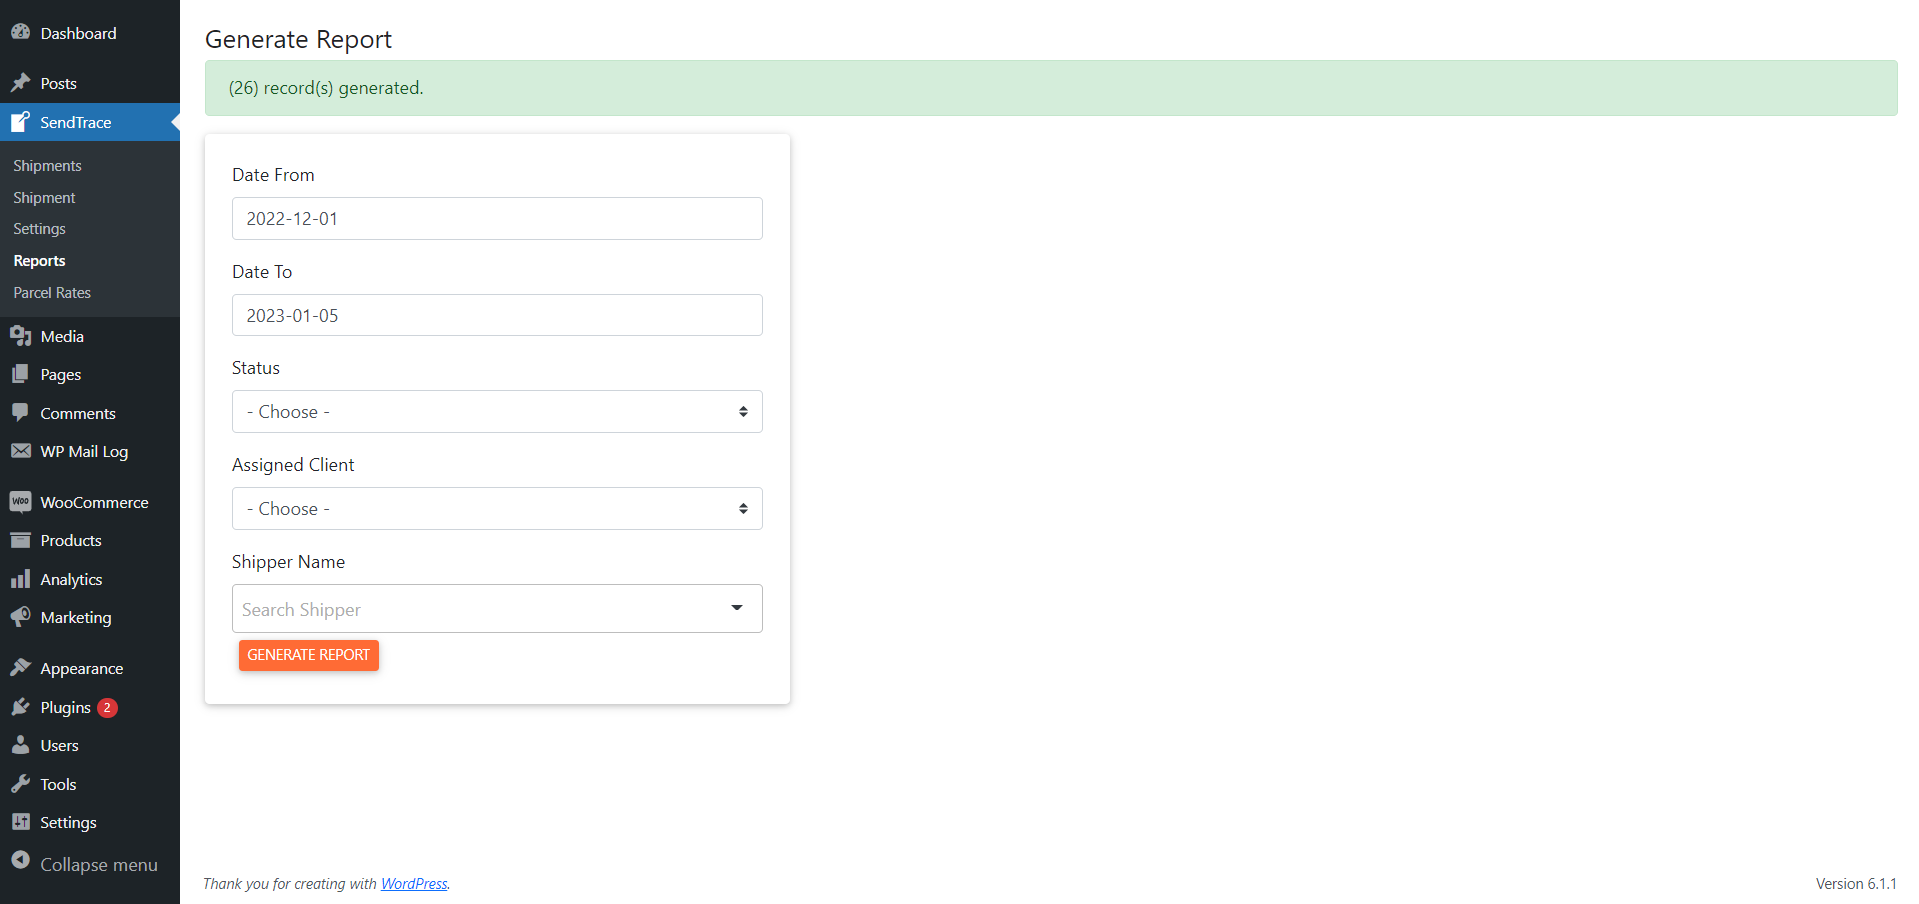 Dashboard
Posts
SendTrace
Shipments
Shipment
Settings
Reports
Parcel Rates
Media
Pages
Comments
WP Mail Log
Woo WooCommerce
Products
Analytics
Marketing
Appearance
Plugins 2
Users
Tools
Settings
Collapse menu
Generate Report
(26) record(s) generated.
Date From
2022-12-01
Date To
2023-01-05
Status
- Choose -
Assigned Client
- Choose -
Shipper Name
Search Shipper
GENERATE REPORT
Thank you for creating with WordPress.
Version 6.1.1